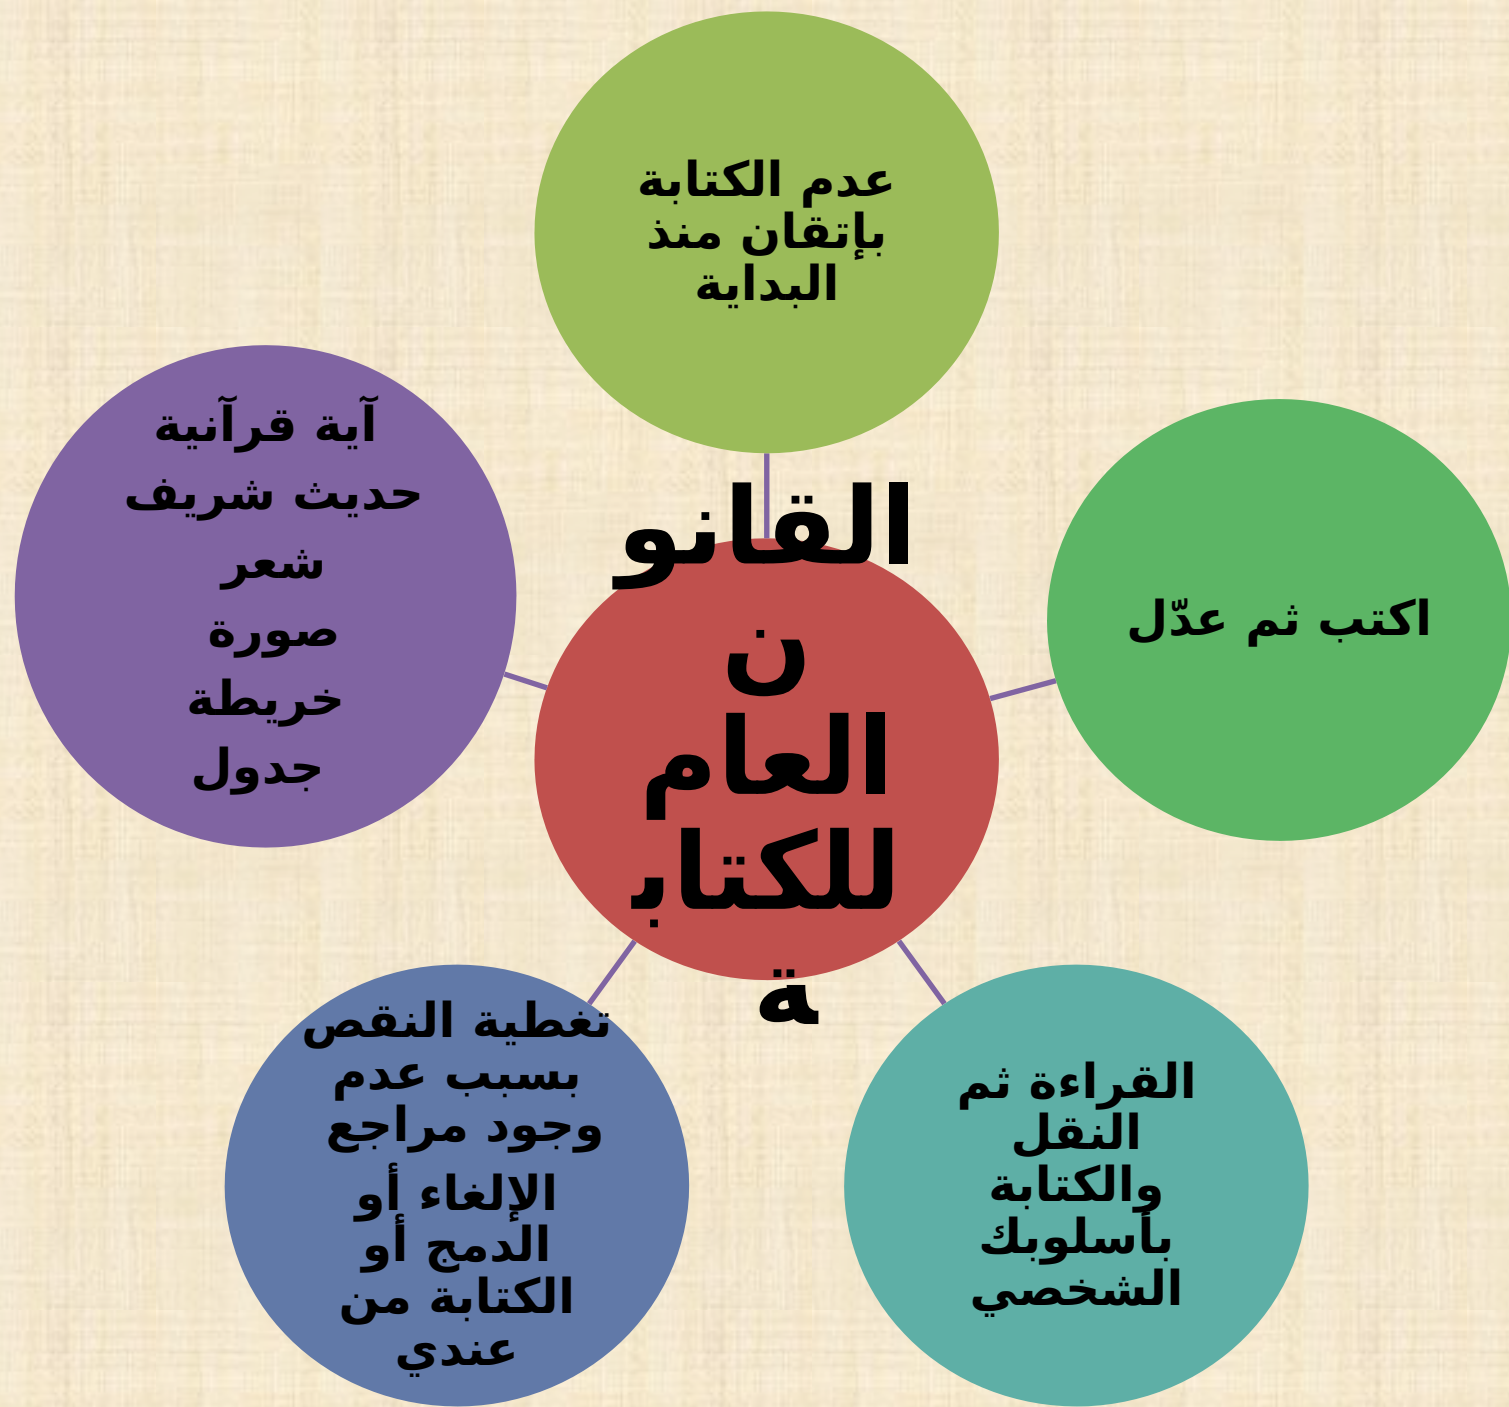 عدم الكتابة
بإتقان منذ
البداية
اكتب ثم عدّل
القراءة ثم
النقل
والكتابة
بأسلوبك
الشخصي
تغطية النقص
بسبب عدم
وجود مراجع
الإلغاء أو
الدمج أو
الكتابة من
عندي
آية قرآنية
حديث شريف
شعر
صورة
خريطة
جدول
القانو
ن
العام
للكتاب
ة